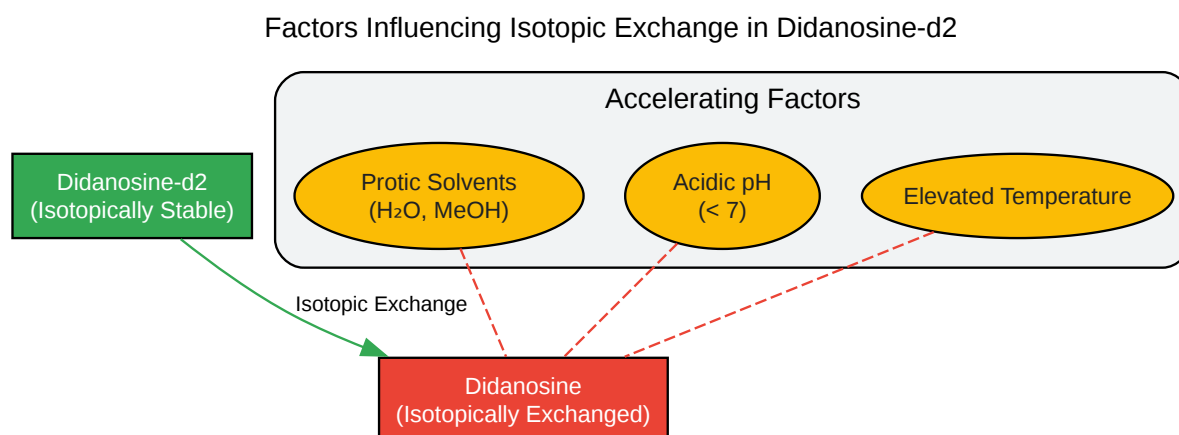 Factors Influencing Isotopic Exchange in Didanosine-d2
Accelerating Factors
Didanosine-d2
(Isotopically Stable)
Protic Solvents
(H₂O, MeOH)
Acidic pH
(< 7)
Elevated Temperature
Isotopic Exchange
Didanosine
(Isotopically Exchanged)